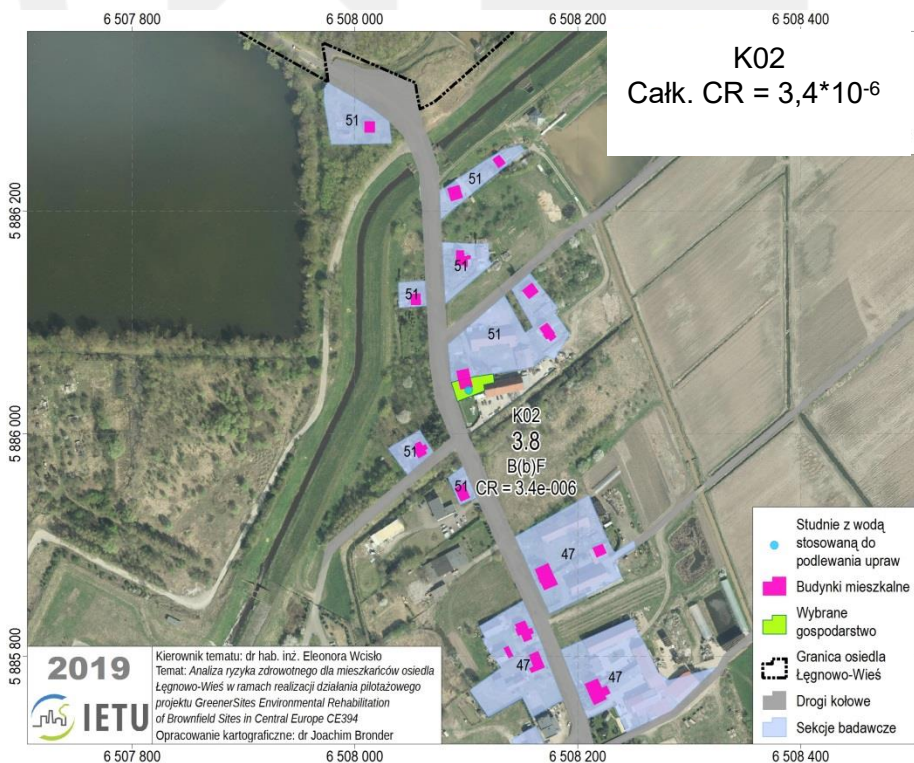 6 507 800
6 508 000
6 508 200
6 508 400
K02
Całk. CR = 3,4*10-6
5 886 200
5 886 000
5 885 800
51
51
51
51
51
51
51
K02
3.8
B(b)F
CR = 3.4e-006
47
47
47
Studnie z wodą
stosowaną do
podlewania upraw
Budynki mieszkalne
Wybrane
gospodarstwo
Granica osiedla
Łęgnowo-Wieś
Drogi kołowe
Sekcje badawcze
2019
IETU
Kierownik tematu: dr hab. inż. Eleonora Wcisło
Temat: Analiza ryzyka zdrowotnego dla mieszkańców osiedla
Łęgnowo-Wieś w ramach realizacji działania pilotażowego
projektu GreenerSites Environmental Rehabilitation
of Brownfield Sites in Central Europe CE394
Opracowanie kartograficzne: dr Joachim Bronder
6 507 800
6 508 000
6 508 200
6 508 400